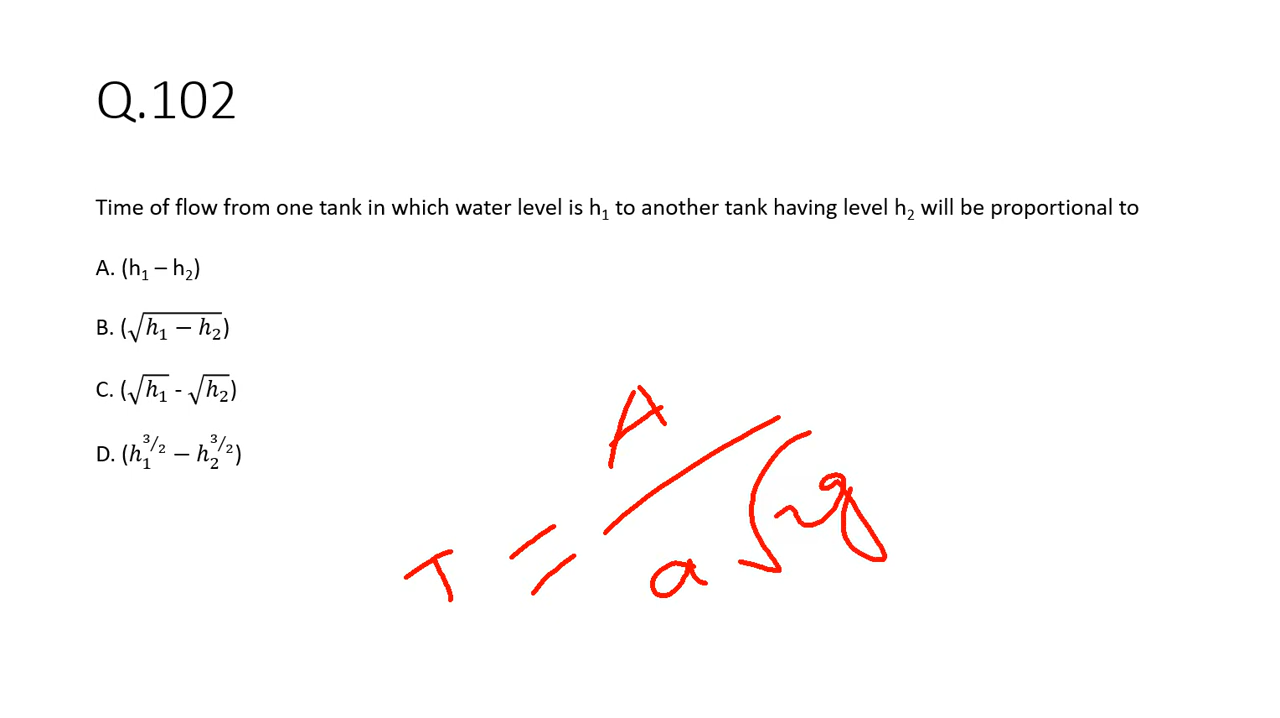 Q.102
Time of flow from one tank in which water level is h₁ to another tank having level h₂ will be proportional to
A. (h₁ – h₂)
B. (√(h₁ − h₂))
C. (√h₁ - √h₂)
D. (h₁^3/2 − h₂^3/2)
T = A / a √2g